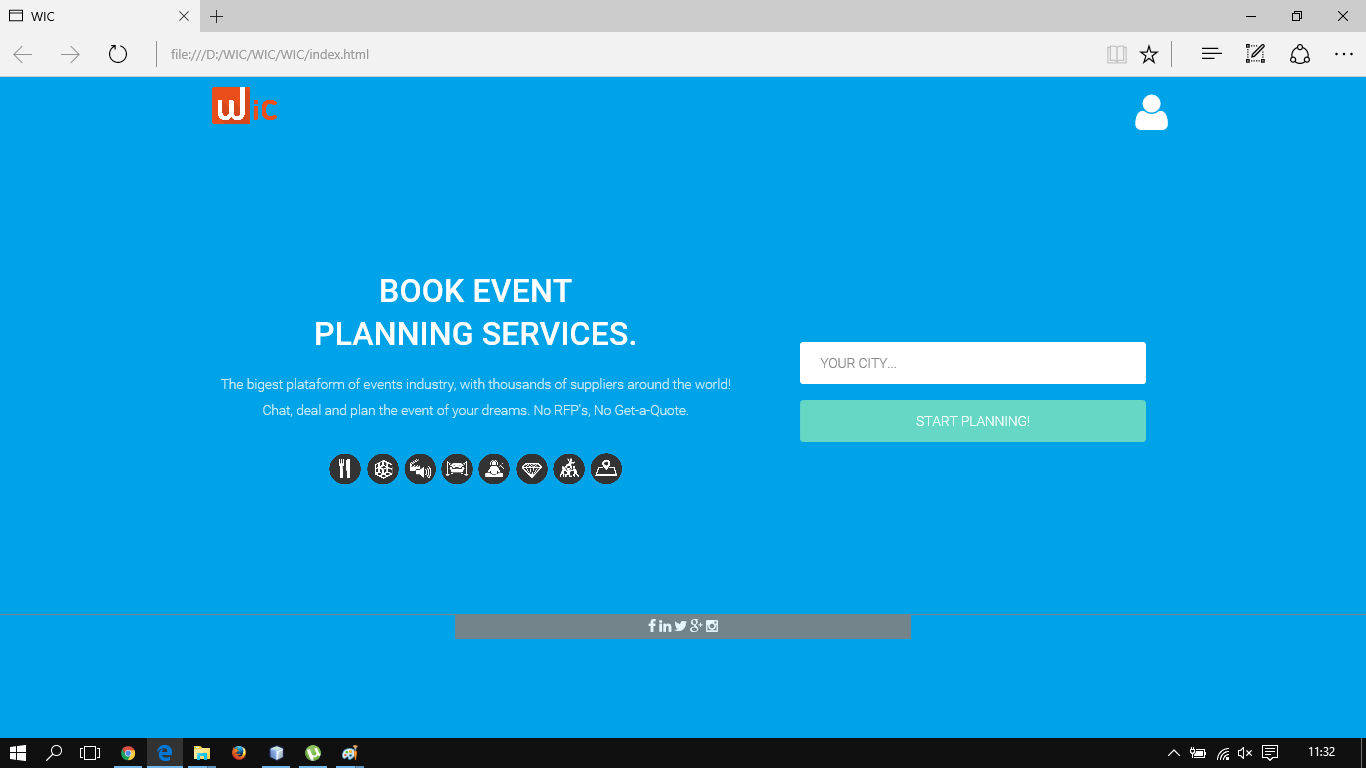 WIC
file:///D:/WIC/WIC/WIC/index.html
wic
BOOK EVENT
PLANNING SERVICES.
The bigest plataform of events industry, with thousands of suppliers around the world!
Chat, deal and plan the event of your dreams. No RFP's, No Get-a-Quote.
YOUR CITY...
START PLANNING!
11:32